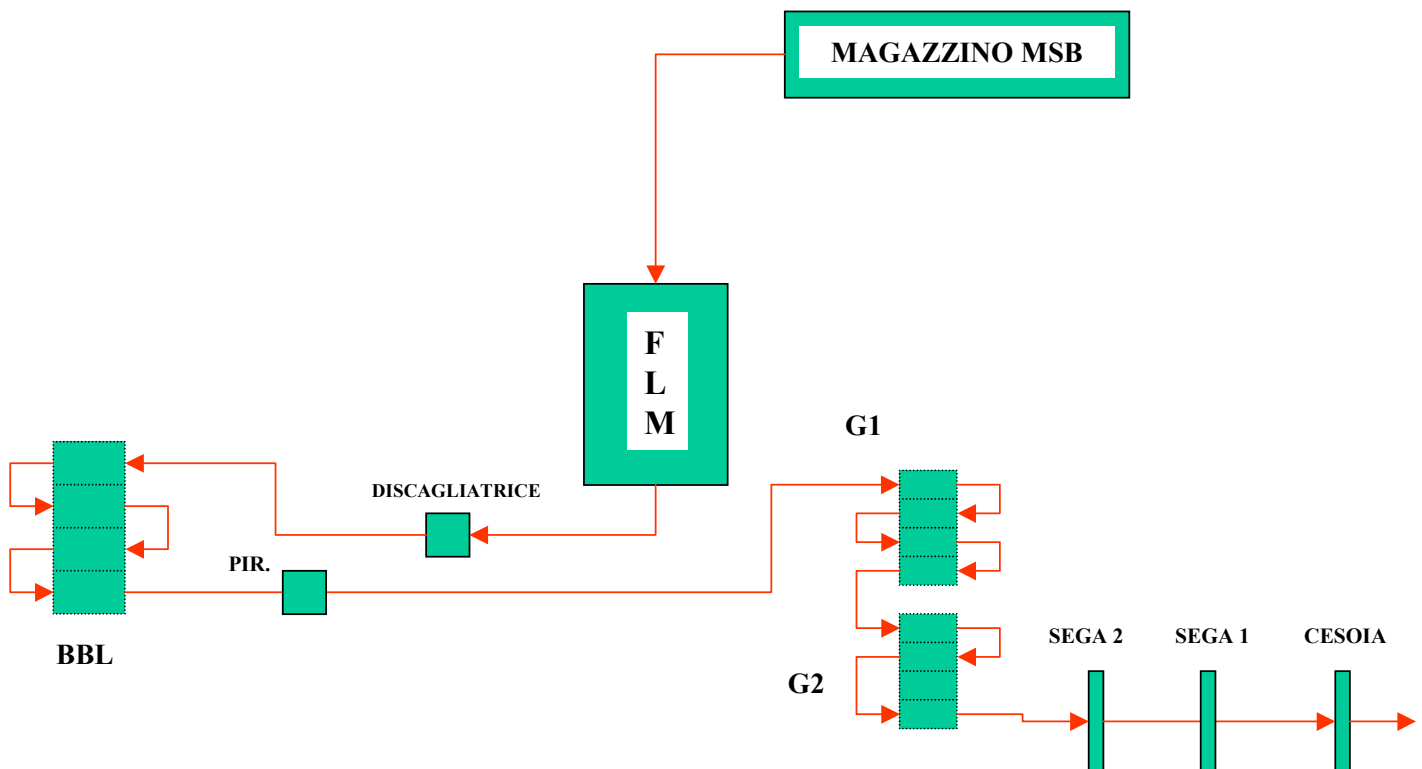 MAGAZZINO MSB
F
L
M
G1
DISCAGLIATRICE
PIR.
BBL
SEGA 2
SEGA 1
CESOIA
G2